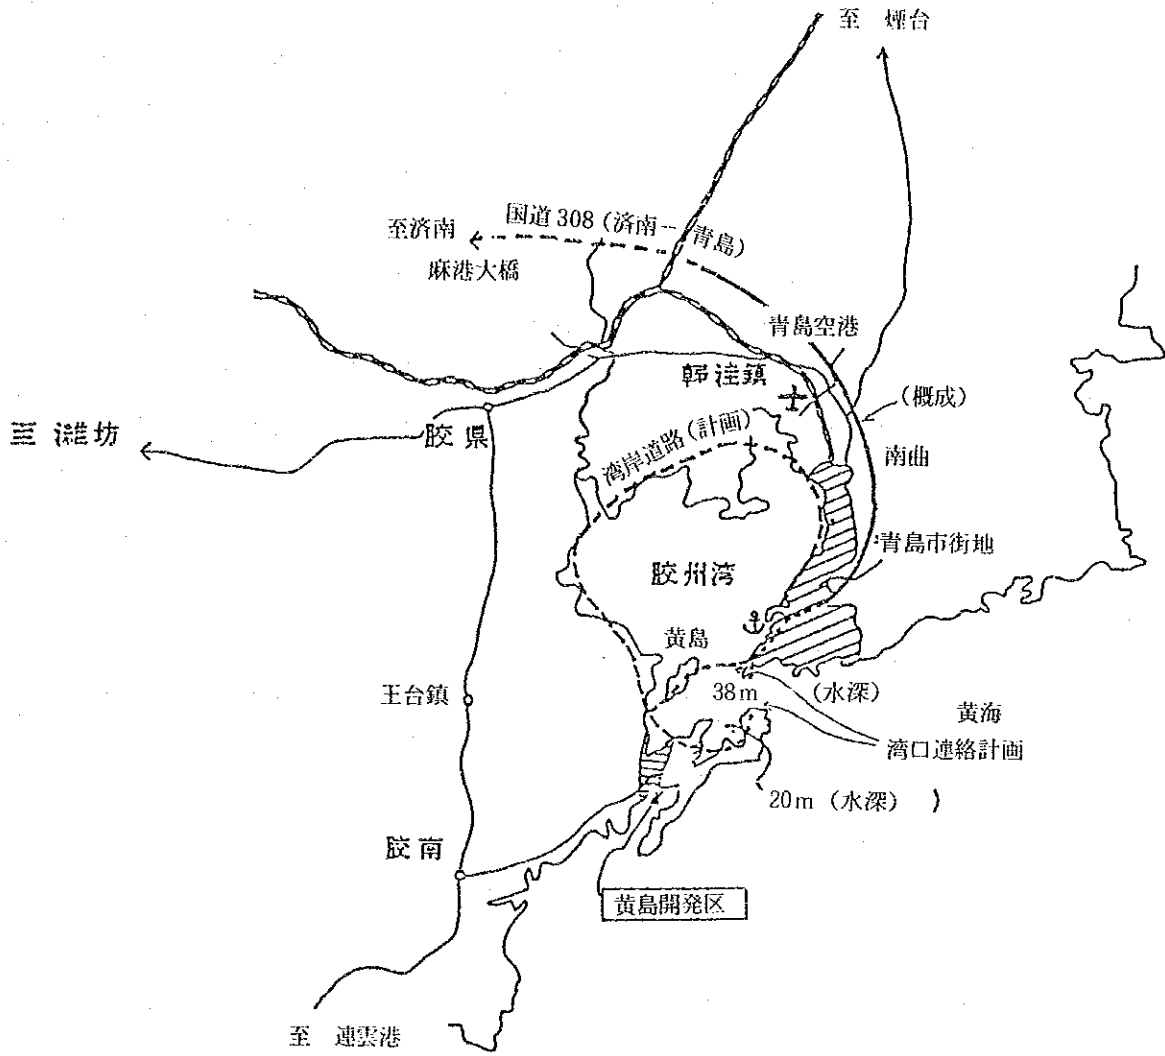 至 煙台
国道308(済南--青島)
至済南
麻港大橋
青島空港
(概成)
至 濰坊
胶県
湾岸道路(計画)
南曲
青島市街地
胶州湾
黄島
王台鎮
38m (水深)
黄海
湾口連絡計画
20m(水深) )
胶南
黄島開発区
至 連雲港